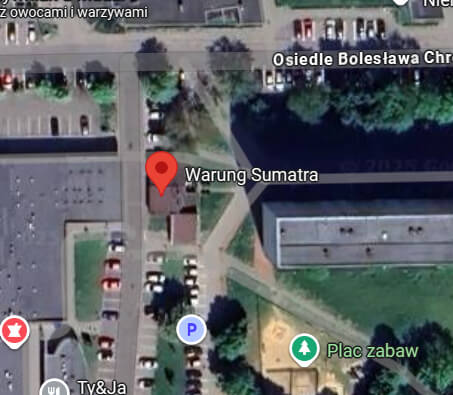 z owocami i warzywami
Osiedle Bolesława Chr
Warung Sumatra
P
Plac zabaw
Ty&Ja